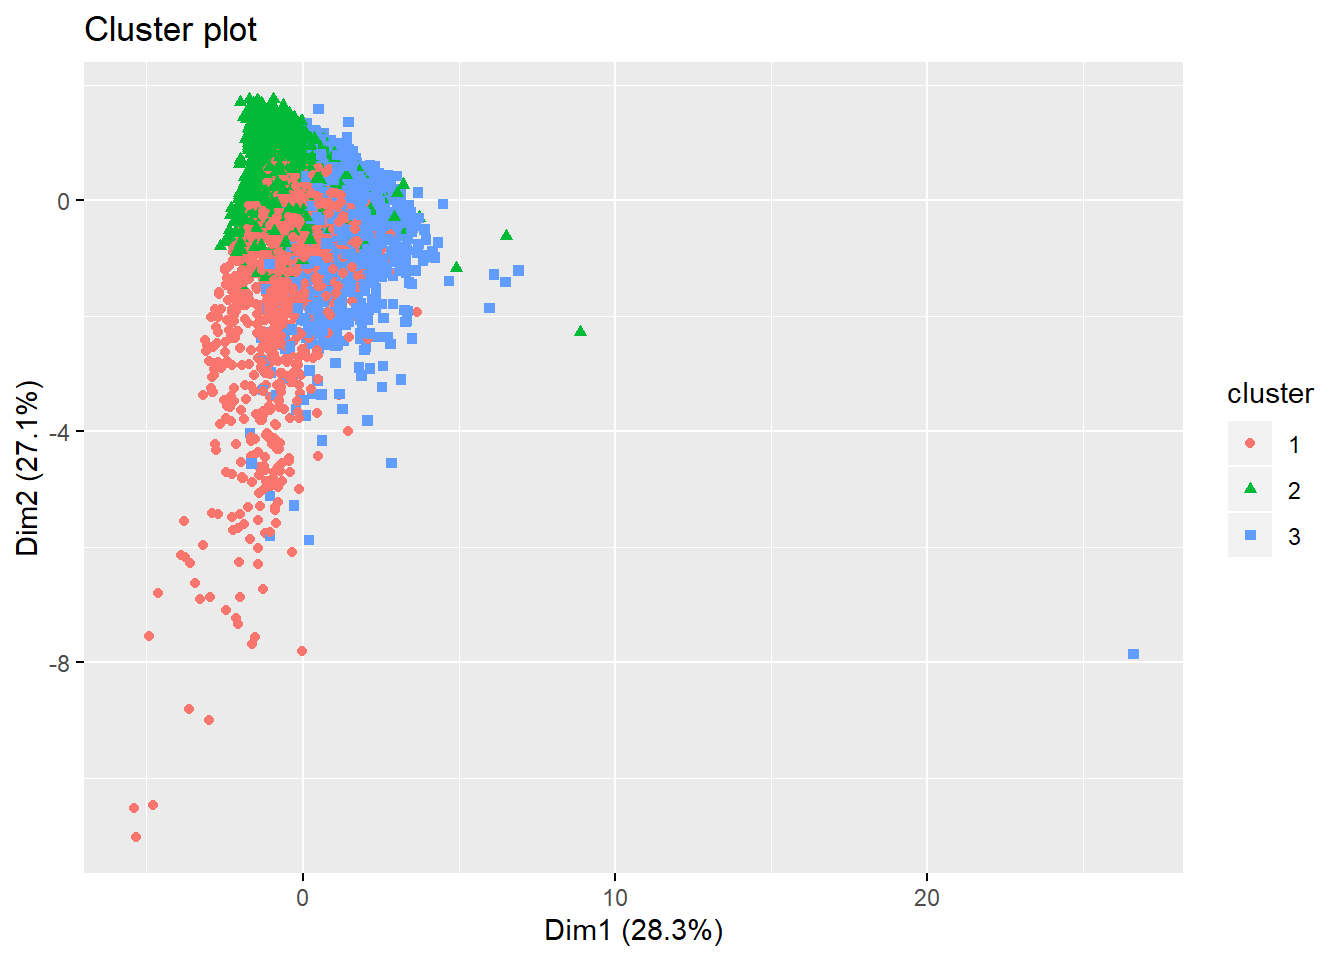 Cluster plot
0
-4
-8
Dim2 (27.1%)
0
10
20
Dim1 (28.3%)
cluster
1
2
3